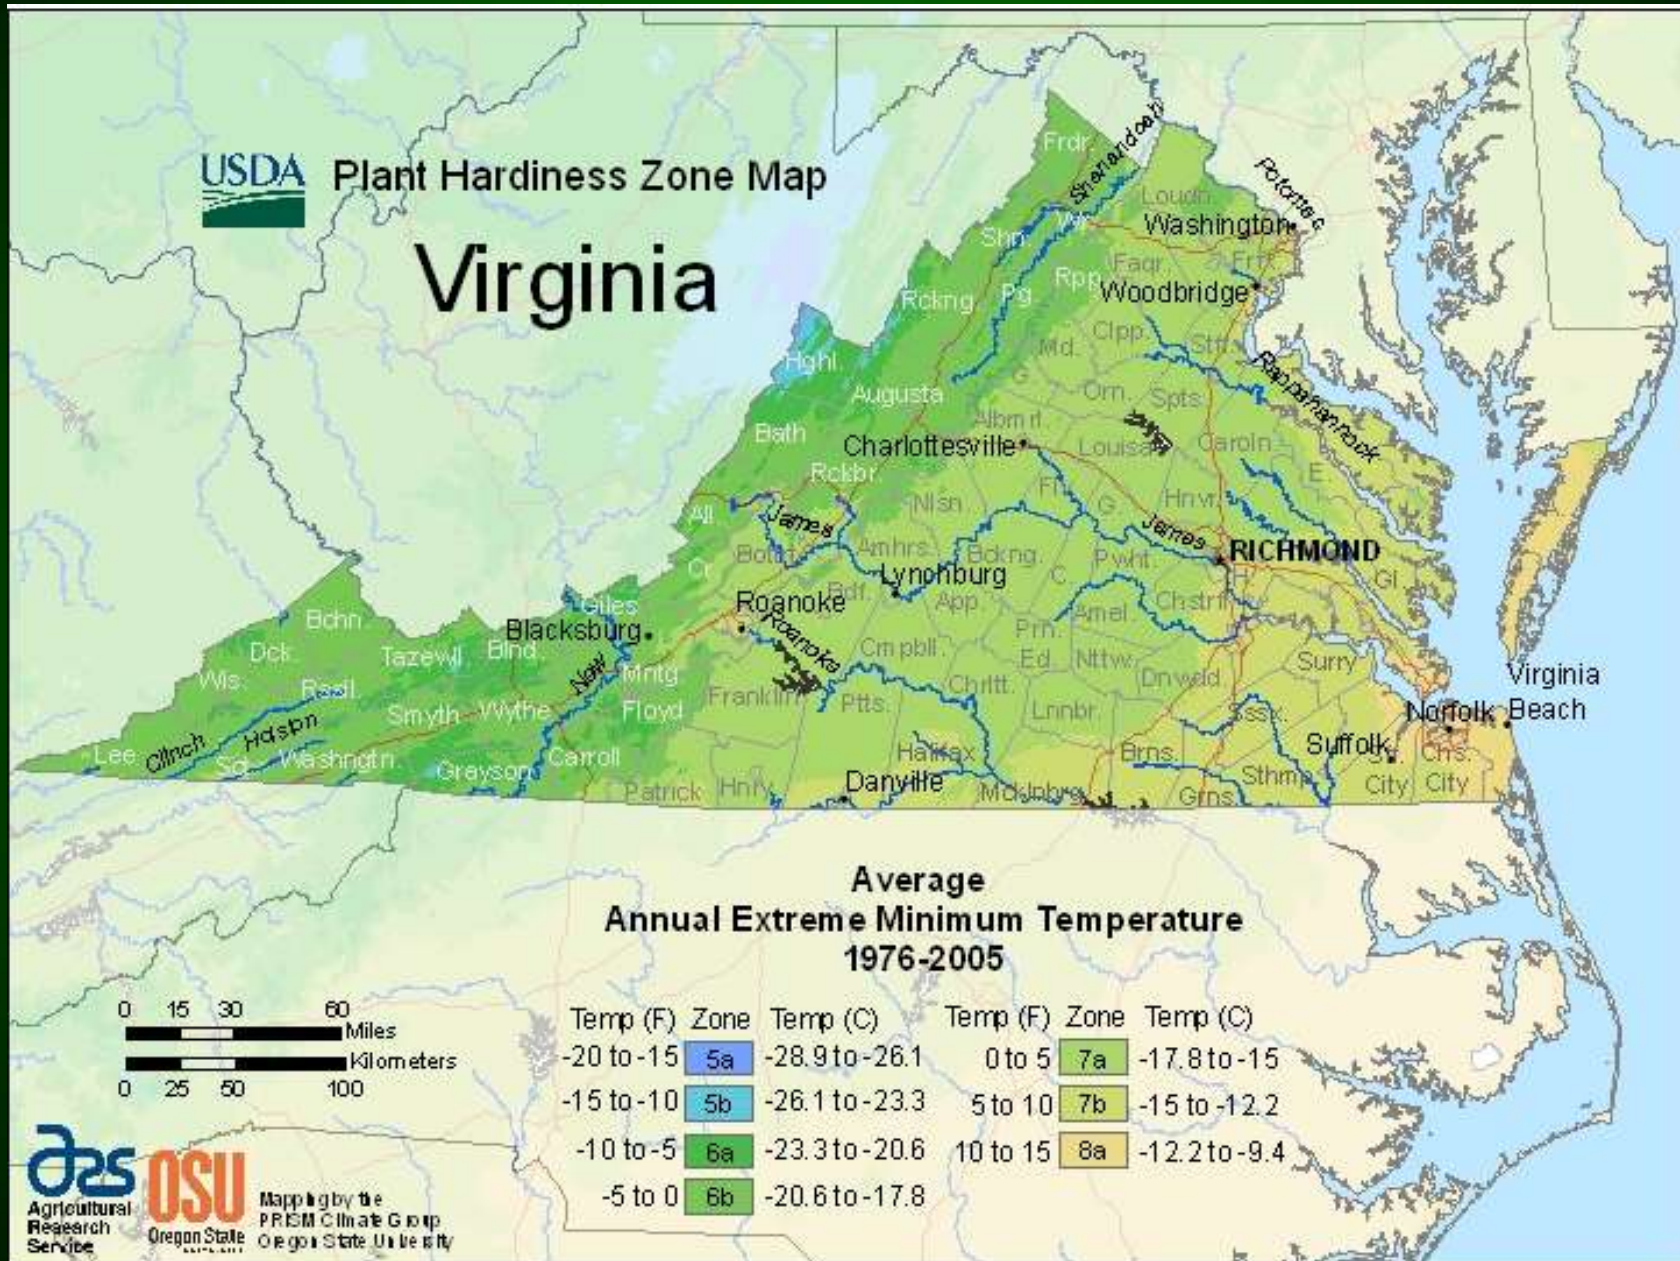 USDA
Plant Hardiness Zone Map
Virginia
Frdr.
Shenandoah
Loudn.
Potomac
Washington
Shn.
Faqr.
Rpp.
Pg.
Woodbridge
Rckng
Clpp.
Md.
Stff.
Hghl.
G.
Rappahannock
Augusta
Orn.
Spts.
Albmrl.
Bath
Charlottesville
Louisa
Caroln
Rckbr.
E.
Nlsn.
Hnvr.
G.
All.
James
James
RICHMOND
Amhrs.
Bckng.
Pwht.
Lynchburg
C.
H.
Gl.
Bdf.
App.
Chstrf.
Giles
Roanoke
Amel.
Bchn.
Blacksburg
Roanoke
Prn.
Ed.
Dck.
Tazewll
Blnd.
Cmpbll.
Nttw.
Surry
Wis.
Rssll.
New
Mntg.
Franklin
Chrltt.
Dnwdd.
Virginia
Beach
Smyth
Wythe
Floyd
Ptts.
Lnnbr.
Sssx.
Norfolk
Holston
Clinch
Lee
Sct.
Washngtn.
Grayson
Carroll
Halifax
Brns.
Suffolk
Chs.
City
City
Patrick
Hnry
Danville
Mcklnbrg.
Grns.
Sthmp.
Average
Annual Extreme Minimum Temperature
1976-2005
0 15 30 60
Miles
Kilometers
0 25 50 100
Temp (F) Zone Temp (C) Temp (F) Zone Temp (C)
-20 to -15 5a -28.9 to -26.1 0 to 5 7a -17.8 to -15
-15 to -10 5b -26.1 to -23.3 5 to 10 7b -15 to -12.2
-10 to -5 6a -23.3 to -20.6 10 to 15 8a -12.2 to -9.4
-5 to 0 6b -20.6 to -17.8
ars
Agricultural
Research
Service
OSU
Oregon State
Mapping by the
PRISM Climate Group
Oregon State University